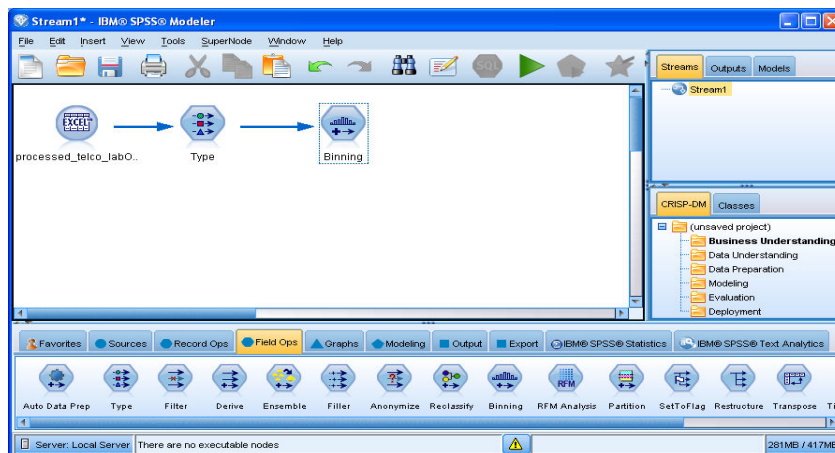 Stream1* - IBM® SPSS® Modeler
File Edit Insert View Tools SuperNode Window Help
SQL
Streams Outputs Models
Stream1
EXCEL
processed_telco_labO..
Type
Binning
CRISP-DM Classes
(unsaved project)
Business Understanding
Data Understanding
Data Preparation
Modeling
Evaluation
Deployment
Favorites Sources Record Ops Field Ops Graphs Modeling Output Export IBM® SPSS® Statistics IBM® SPSS® Text Analytics
RFM
Auto Data Prep Type Filter Derive Ensemble Filler Anonymize Reclassify Binning RFM Analysis Partition SetToFlag Restructure Transpose Ti
Server: Local Server There are no executable nodes 281MB / 417MB